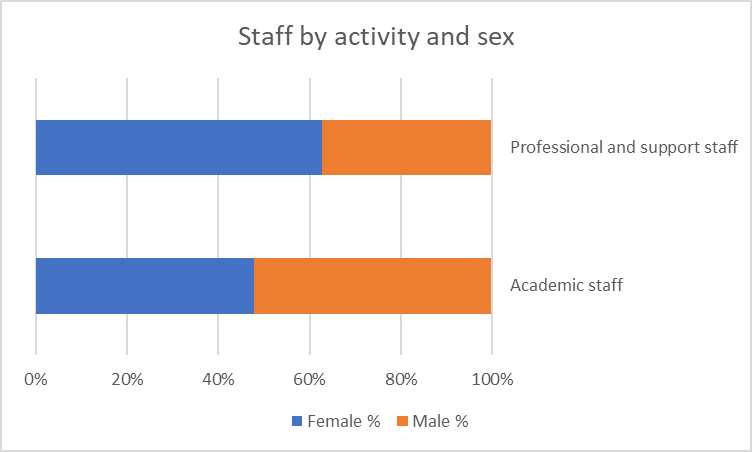 Staff by activity and sex
Professional and support staff
Academic staff
0% 20% 40% 60% 80% 100%
Female % Male %